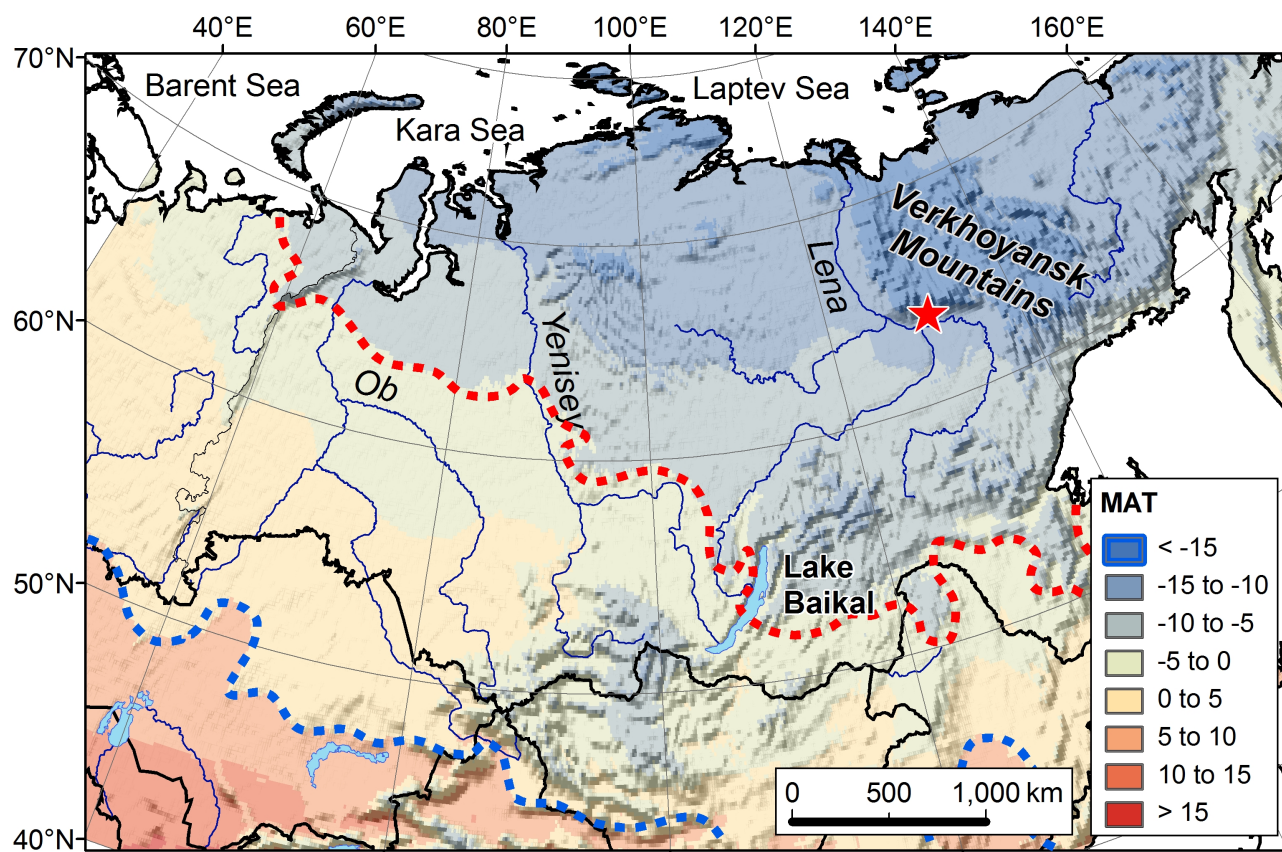 40°E 60°E 80°E 100°E 120°E 140°E 160°E
70°N
Barent Sea
Laptev Sea
Kara Sea
Verkhoyansk
Mountains
Lena
60°N
Yenisey
Ob
MAT
< -15
Lake
Baikal
50°N
-15 to -10
-10 to -5
-5 to 0
0 to 5
5 to 10
10 to 15
> 15
0 500 1,000 km
40°N